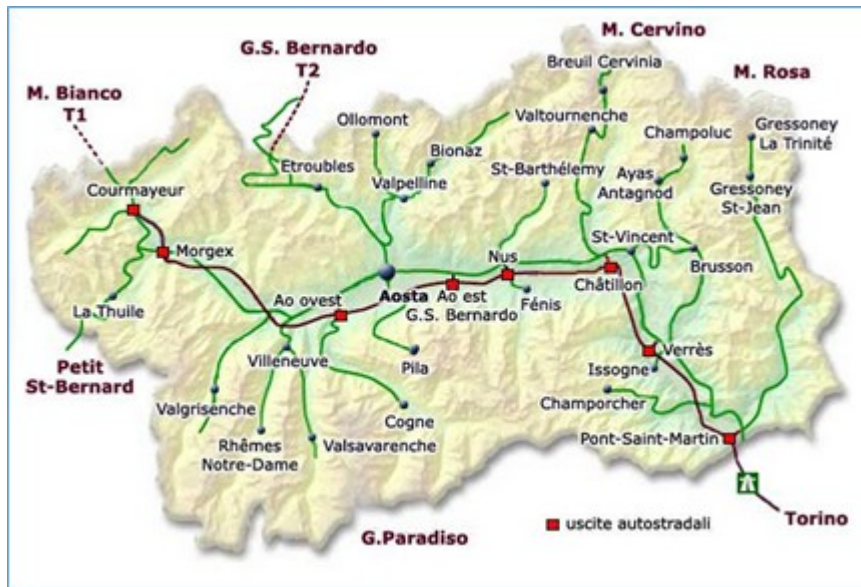 M. Cervino
G.S. Bernardo
T2
Breuil Cervinia
M. Rosa
M. Bianco
T1
Ollomont
Valtournenche
Champoluc
Gressoney
La Trinité
Bionaz
Etroubles
St-Barthélemy
Ayas
Antagnod
Courmayeur
Valpelline
Gressoney
St-Jean
Morgex
Nus
St-Vincent
Brusson
La Thuile
Ao ovest
Aosta
Ao est
G.S. Bernardo
Fénis
Châtillon
Petit
St-Bernard
Villeneuve
Pila
Issogne
Verrès
Valgrisenche
Cogne
Champorcher
Rhêmes
Notre-Dame
Valsavarenche
Pont-Saint-Martin
G.Paradiso
uscite autostradali
Torino